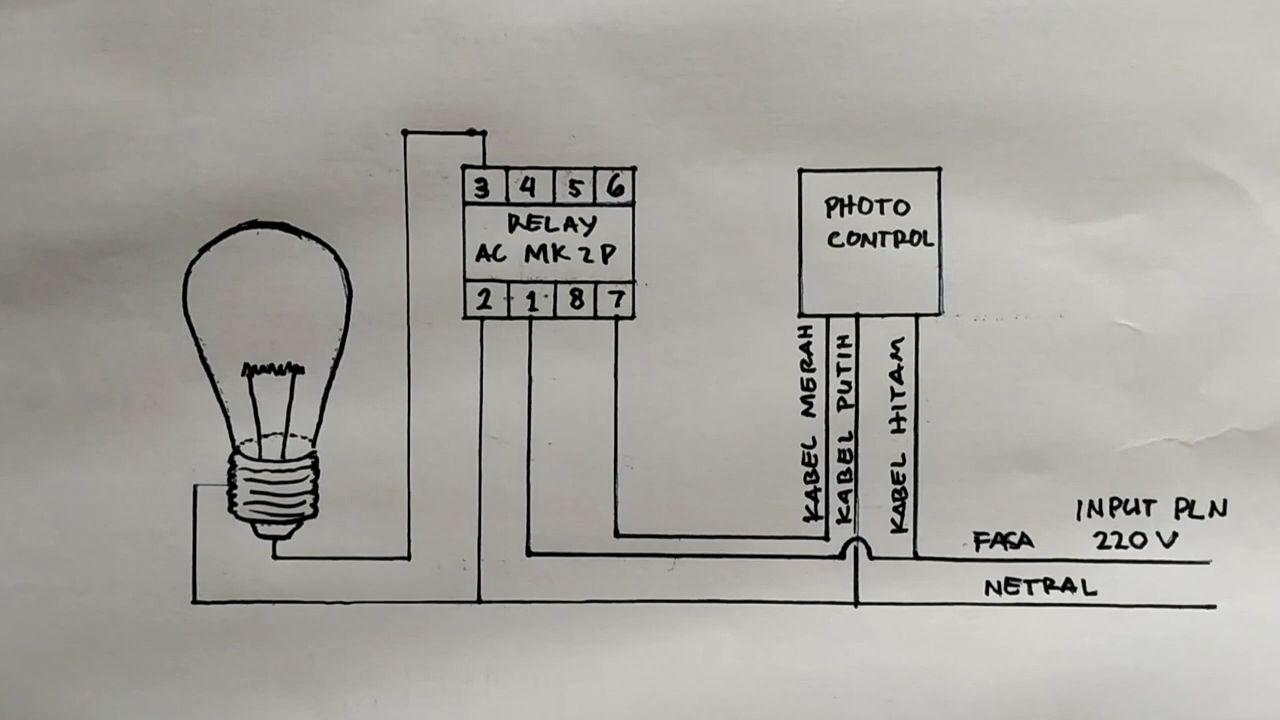 3 4 5 6
RELAY
AC MK 2P
2 1 8 7
PHOTO
CONTROL
KABEL MERAH
KABEL PUTIH
KABEL HITAM
INPUT PLN
220 V
FASA
NETRAL